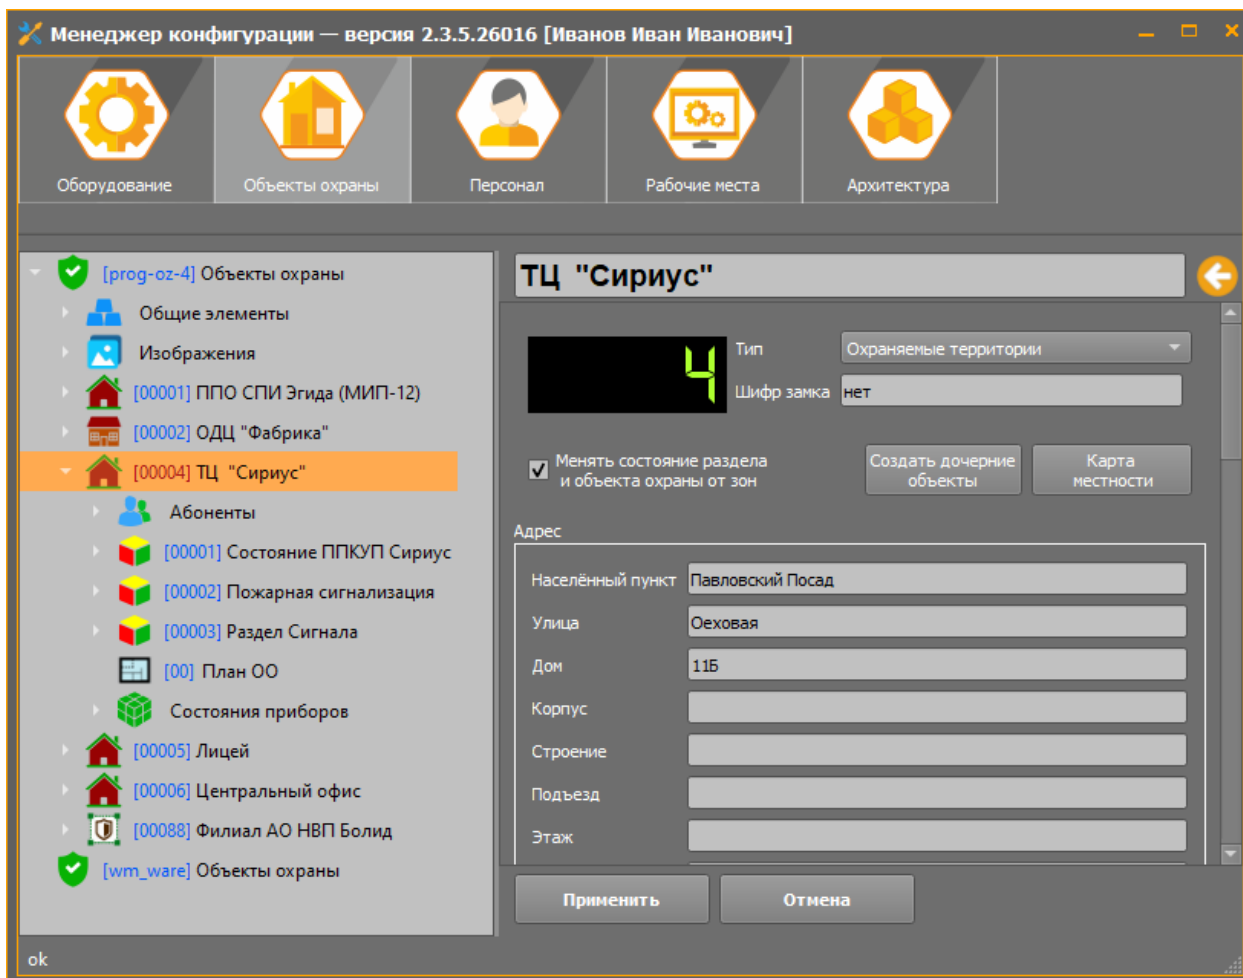 Менеджер конфигурации — версия 2.3.5.26016 [Иванов Иван Иванович]
Оборудование
Объекты охраны
Персонал
Рабочие места
Архитектура
[prog-oz-4] Объекты охраны
Общие элементы
Изображения
[00001] ППО СПИ Эгида (МИП-12)
[00002] ОДЦ "Фабрика"
[00004] ТЦ "Сириус"
Абоненты
[00001] Состояние ППКУП Сириус
[00002] Пожарная сигнализация
[00003] Раздел Сигнала
[00] План ОО
Состояния приборов
[00005] Лицей
[00006] Центральный офис
[00088] Филиал АО НВП Болид
[wm_ware] Объекты охраны
ТЦ "Сириус"
4
Тип
Охраняемые территории
Шифр замка
нет
Менять состояние раздела
и объекта охраны от зон
Создать дочерние
объекты
Карта
местности
Адрес
Населённый пункт
Павловский Посад
Улица
Оеховая
Дом
11Б
Корпус
Строение
Подъезд
Этаж
Применить
Отмена
ok